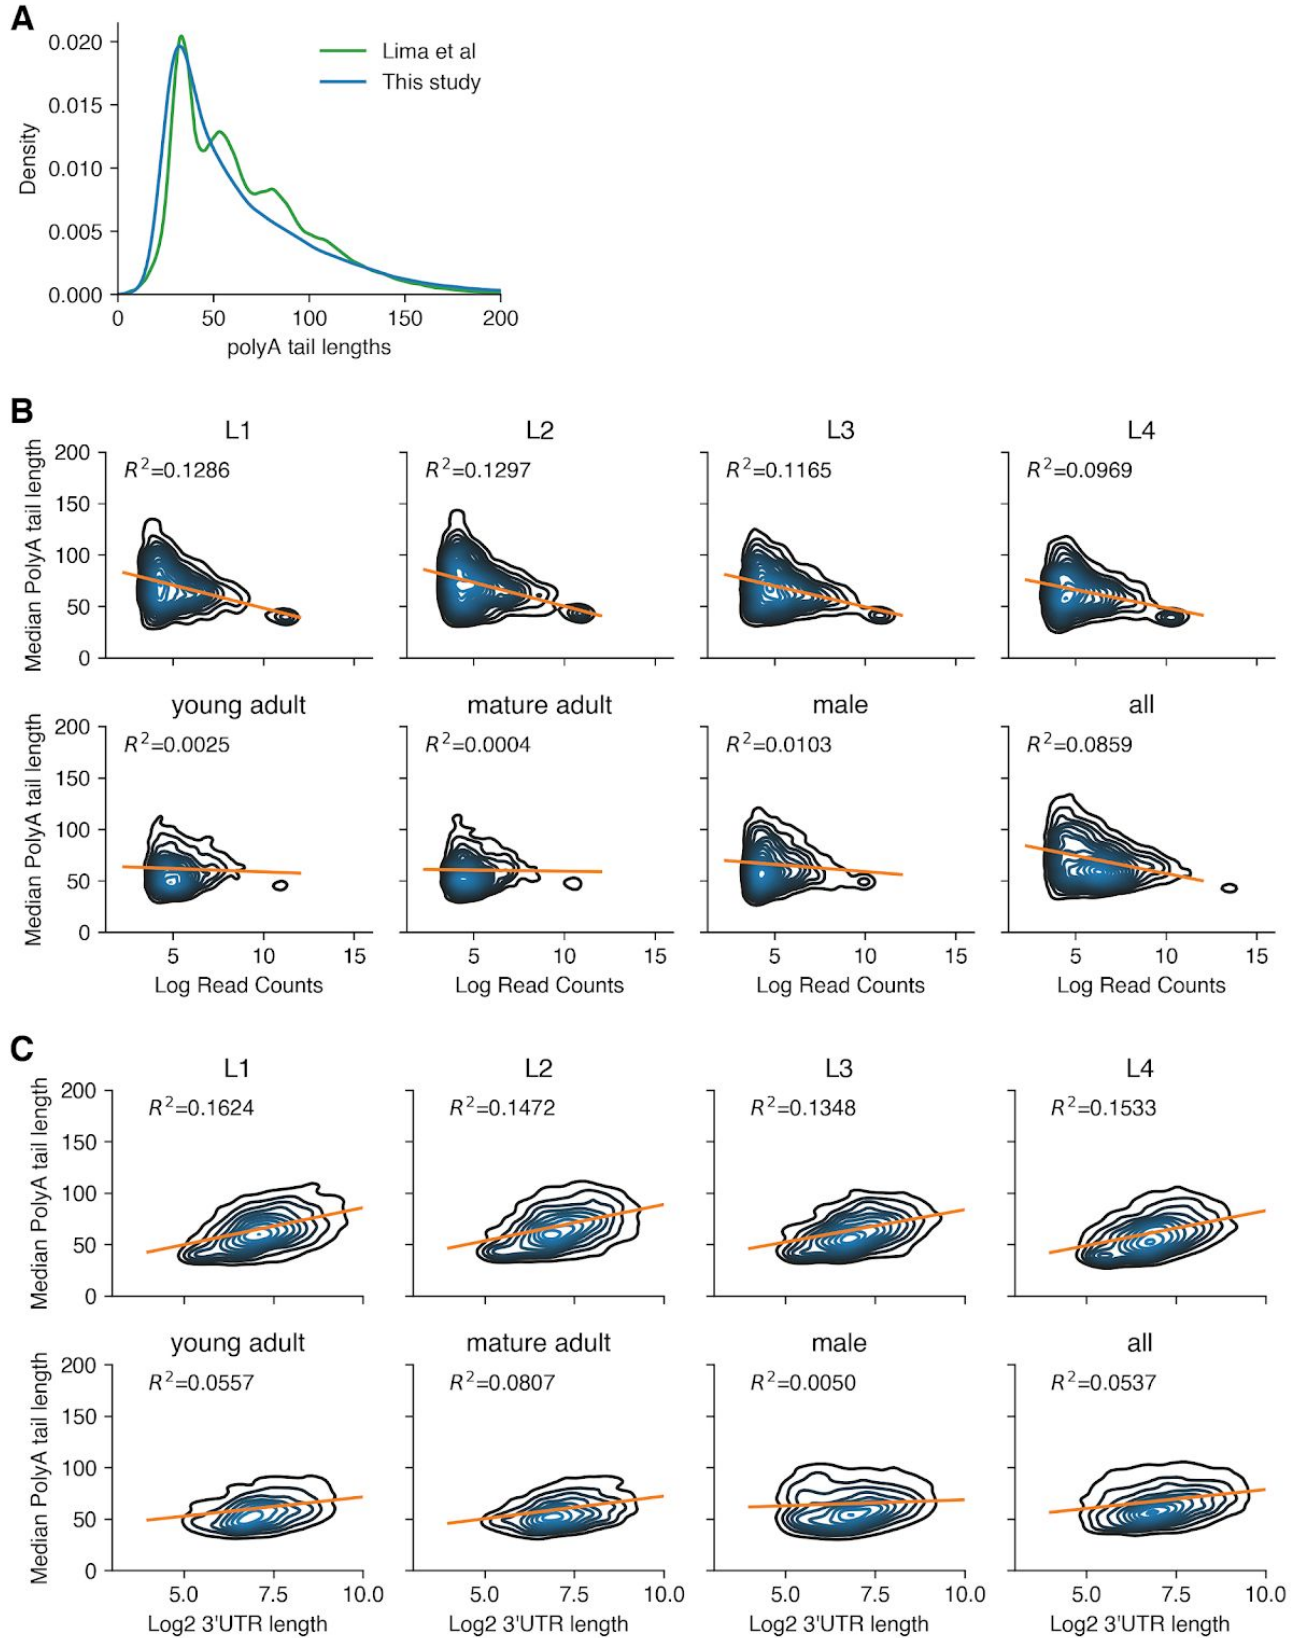 A
Lima et al
This study
Density
0.020
0.015
0.010
0.005
0.000
0 50 100 150 200
polyA tail lengths
B
L1 L2 L3 L4
Median PolyA tail length
200
150
100
50
0
R²=0.1286 R²=0.1297 R²=0.1165 R²=0.0969
young adult mature adult male all
Median PolyA tail length
200
150
100
50
0
R²=0.0025 R²=0.0004 R²=0.0103 R²=0.0859
5 10 15 5 10 15 5 10 15 5 10 15
Log Read Counts Log Read Counts Log Read Counts Log Read Counts
C
L1 L2 L3 L4
Median PolyA tail length
200
150
100
50
0
R²=0.1624 R²=0.1472 R²=0.1348 R²=0.1533
young adult mature adult male all
Median PolyA tail length
200
150
100
50
0
R²=0.0557 R²=0.0807 R²=0.0050 R²=0.0537
5.0 7.5 10.0 5.0 7.5 10.0 5.0 7.5 10.0 5.0 7.5 10.0
Log2 3'UTR length Log2 3'UTR length Log2 3'UTR length Log2 3'UTR length